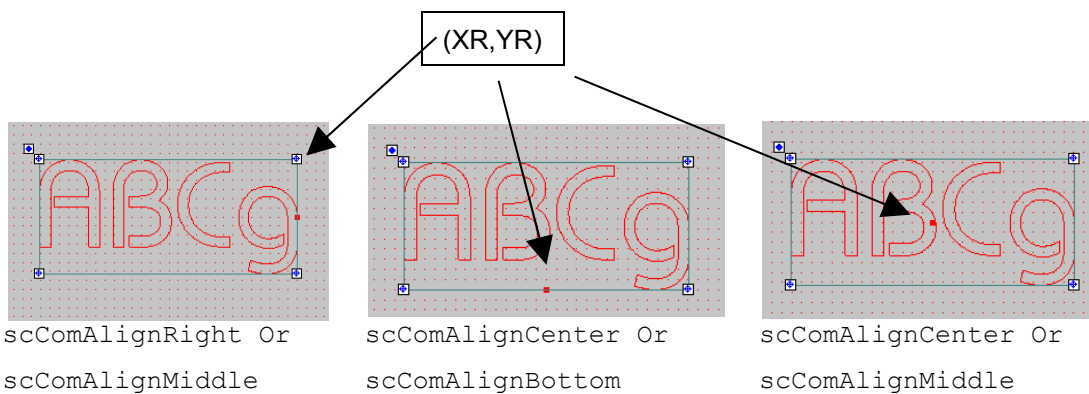 (XR,YR)
ABCg
ABCg
ABCg
scComAlignRight Or
scComAlignMiddle
scComAlignCenter Or
scComAlignBottom
scComAlignCenter Or
scComAlignMiddle